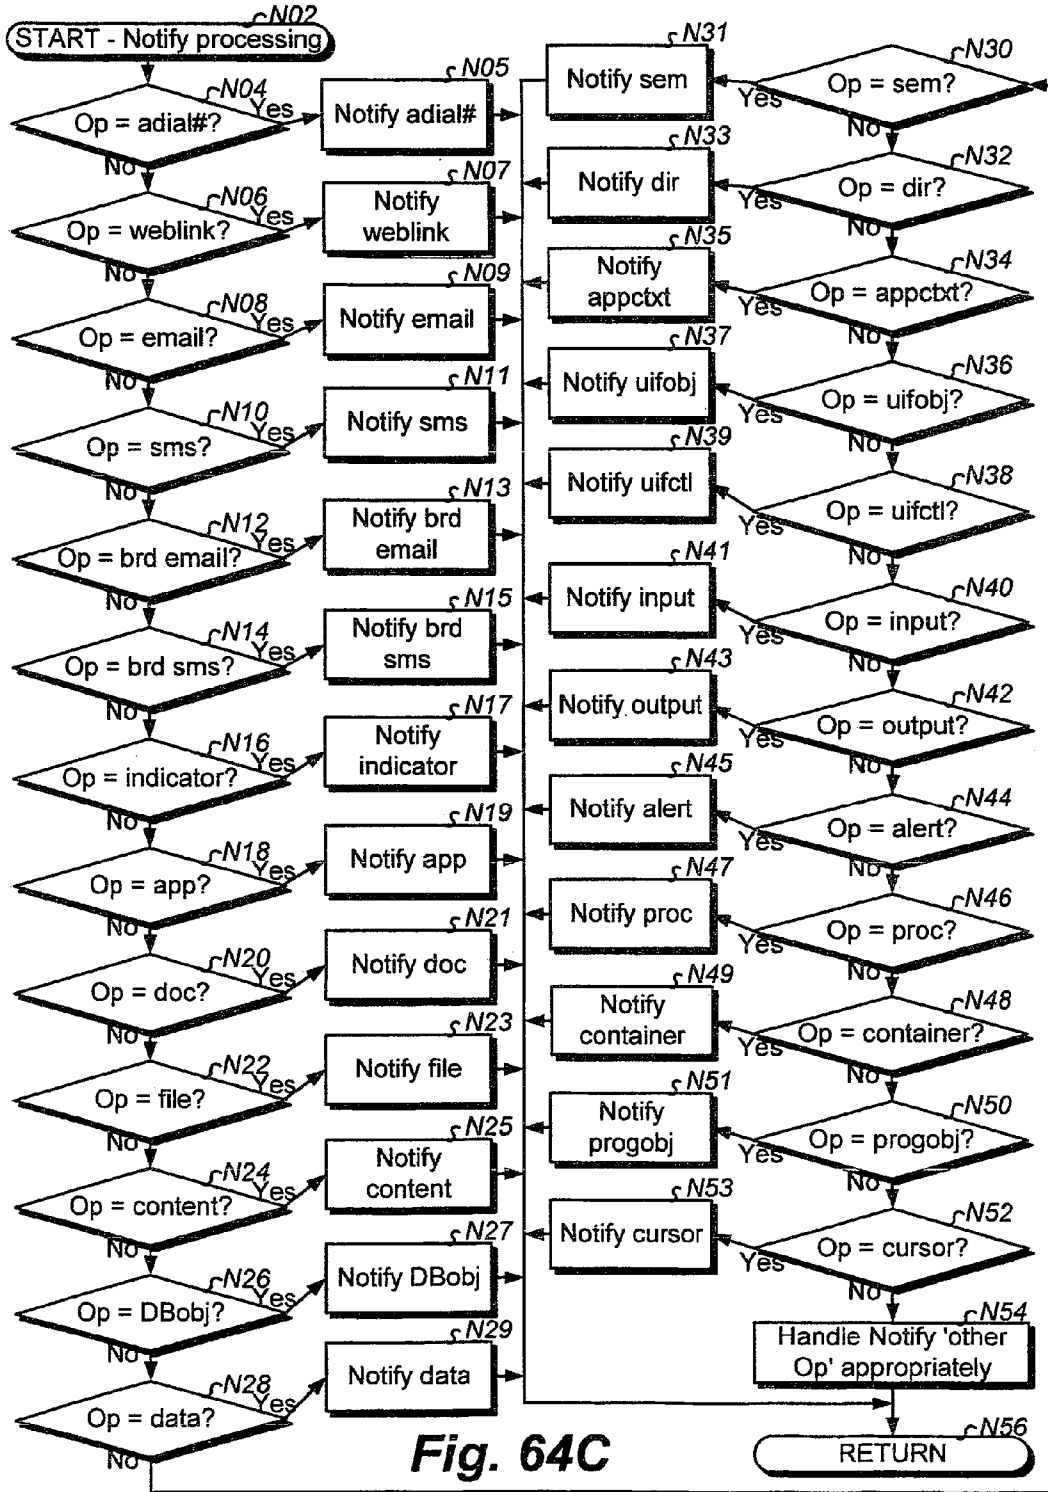 N02
START - Notify processing
N04
Op = adial#?
Yes
No
N05
Notify adial#
N06
Op = weblink?
Yes
No
N07
Notify
weblink
N08
Op = email?
Yes
No
N09
Notify email
N10
Op = sms?
Yes
No
N11
Notify sms
N12
Op = brd email?
Yes
No
N13
Notify brd
email
N14
Op = brd sms?
Yes
No
N15
Notify brd
sms
N16
Op = indicator?
Yes
No
N17
Notify
indicator
N18
Op = app?
Yes
No
N19
Notify app
N20
Op = doc?
Yes
No
N21
Notify doc
N22
Op = file?
Yes
No
N23
Notify file
N24
Op = content?
Yes
No
N25
Notify
content
N26
Op = DBobj?
Yes
No
N27
Notify DBobj
N28
Op = data?
Yes
No
N29
Notify data
N30
Op = sem?
Yes
No
N31
Notify sem
N32
Op = dir?
Yes
No
N33
Notify dir
N34
Op = appctxt?
Yes
No
N35
Notify
appctxt
N36
Op = uifobj?
Yes
No
N37
Notify uifobj
N38
Op = uifctl?
Yes
No
N39
Notify uifctl
N40
Op = input?
Yes
No
N41
Notify input
N42
Op = output?
Yes
No
N43
Notify output
N44
Op = alert?
Yes
No
N45
Notify alert
N46
Op = proc?
Yes
No
N47
Notify proc
N48
Op = container?
Yes
No
N49
Notify
container
N50
Op = progobj?
Yes
No
N51
Notify
progobj
N52
Op = cursor?
Yes
No
N53
Notify cursor
N54
Handle Notify 'other
Op' appropriately
N56
RETURN
Fig. 64C